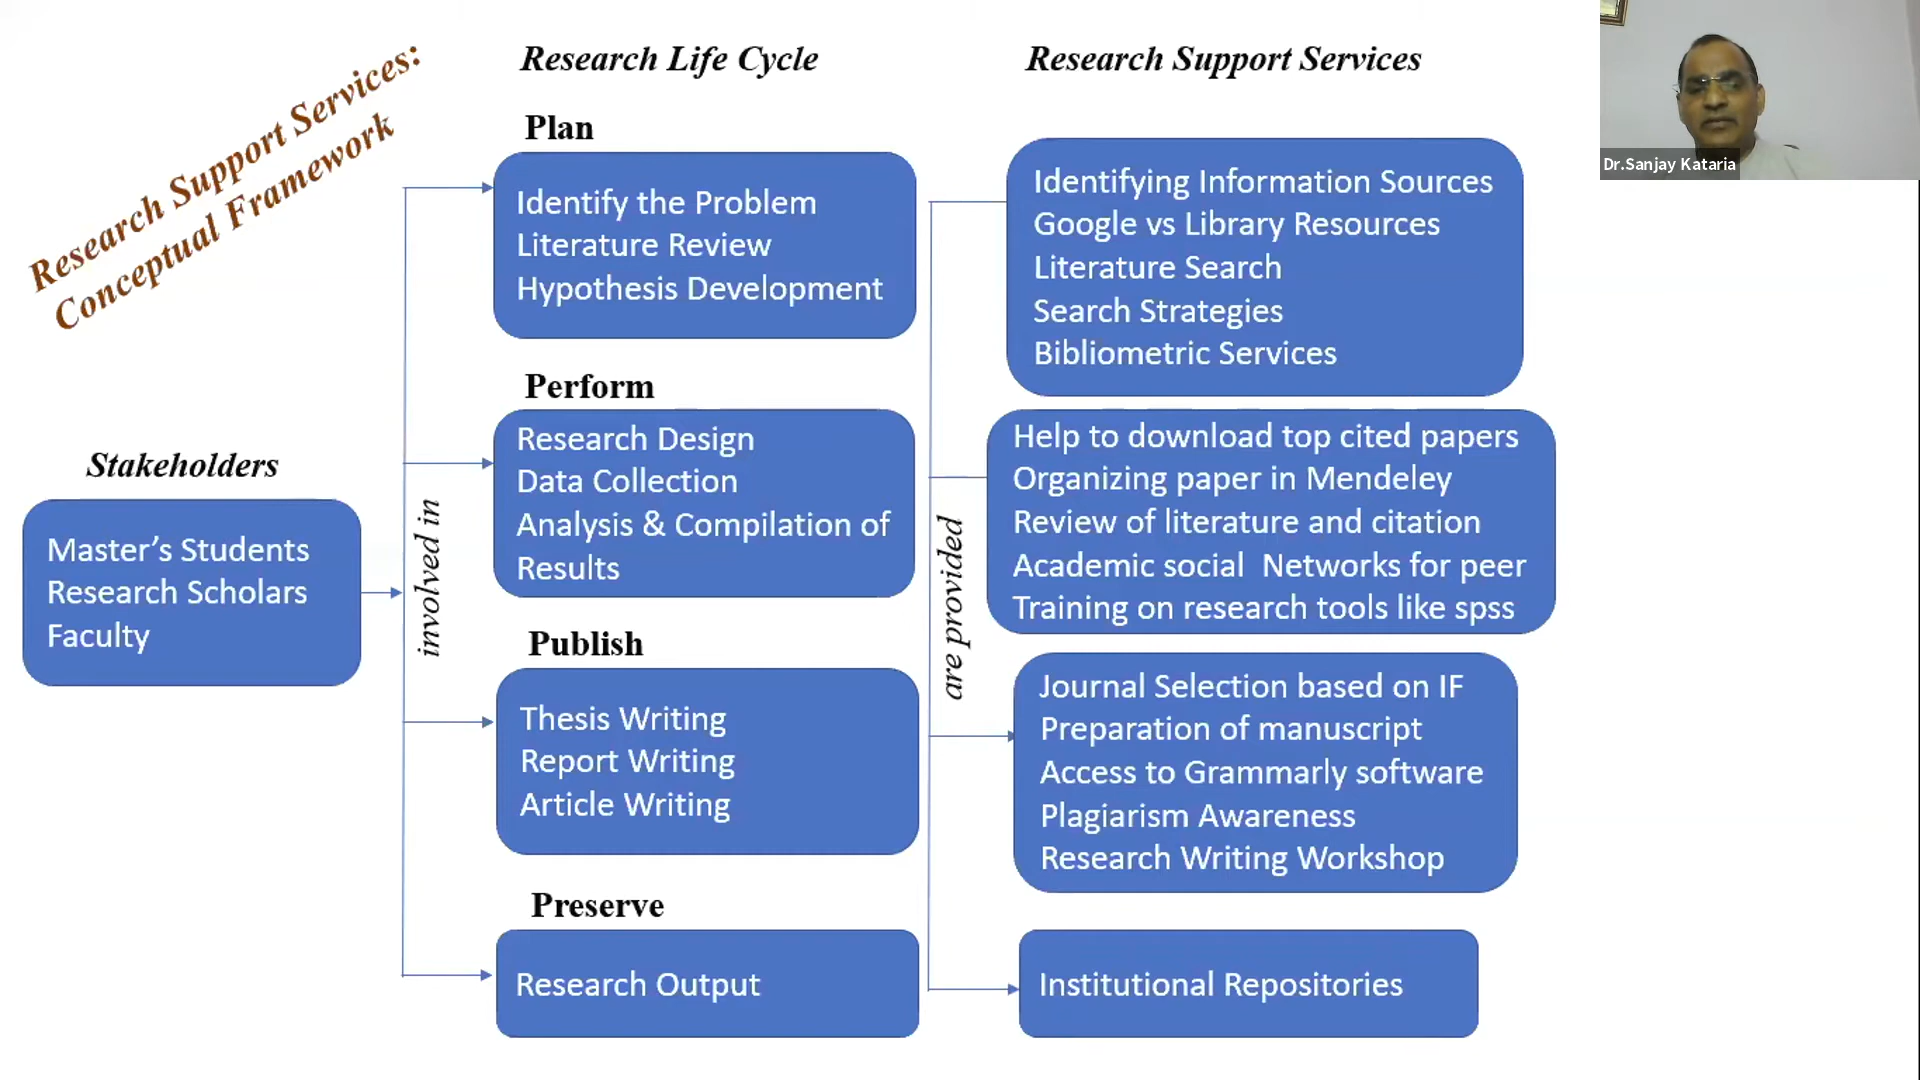 Research Support Services:
Conceptual Framework
Research Life Cycle
Research Support Services
Stakeholders
Master’s Students
Research Scholars
Faculty
involved in
Plan
Identify the Problem
Literature Review
Hypothesis Development
Perform
Research Design
Data Collection
Analysis & Compilation of
Results
Publish
Thesis Writing
Report Writing
Article Writing
Preserve
Research Output
are provided
Identifying Information Sources
Google vs Library Resources
Literature Search
Search Strategies
Bibliometric Services
Help to download top cited papers
Organizing paper in Mendeley
Review of literature and citation
Academic social Networks for peer
Training on research tools like spss
Journal Selection based on IF
Preparation of manuscript
Access to Grammarly software
Plagiarism Awareness
Research Writing Workshop
Institutional Repositories
Dr.Sanjay Kataria